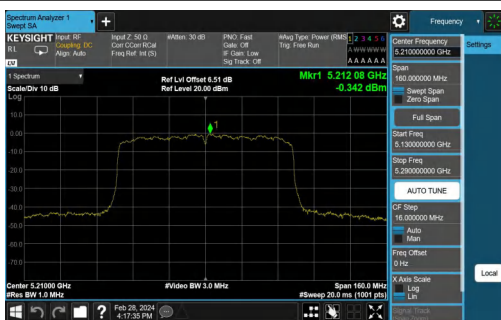 Spectrum Analyzer 1
Swept SA
Frequency
KEYSIGHT
RL
Input: RF
Coupling: DC
Align: Auto
Input Z: 50 Ω
Corr CCorr RCal
Freq Ref: Int (S)
#Atten: 30 dB
PNO: Fast
Gate: Off
IF Gain: Low
Sig Track: Off
#Avg Type: Power (RMS)
Trig: Free Run
1 2 3 4 5 6
A W W W W W
A A A A A A
1 Spectrum
Scale/Div 10 dB
Ref Lvl Offset 6.51 dB
Ref Level 20.00 dBm
Mkr1 5.212 08 GHz
-0.342 dBm
Log
10.0
0.00
-10.0
-20.0
-30.0
-40.0
-50.0
-60.0
-70.0
1
Center 5.21000 GHz
#Res BW 1.0 MHz
#Video BW 3.0 MHz
Span 160.0 MHz
#Sweep 20.0 ms (1001 pts)
Feb 28, 2024
4:17:35 PM
Center Frequency
5.210000000 GHz
Span
160.000000 MHz
Swept Span
Zero Span
Full Span
Start Freq
5.130000000 GHz
Stop Freq
5.290000000 GHz
AUTO TUNE
CF Step
16.000000 MHz
Auto
Man
Freq Offset
0 Hz
X Axis Scale
Log
Lin
Signal Track
Settings
Local